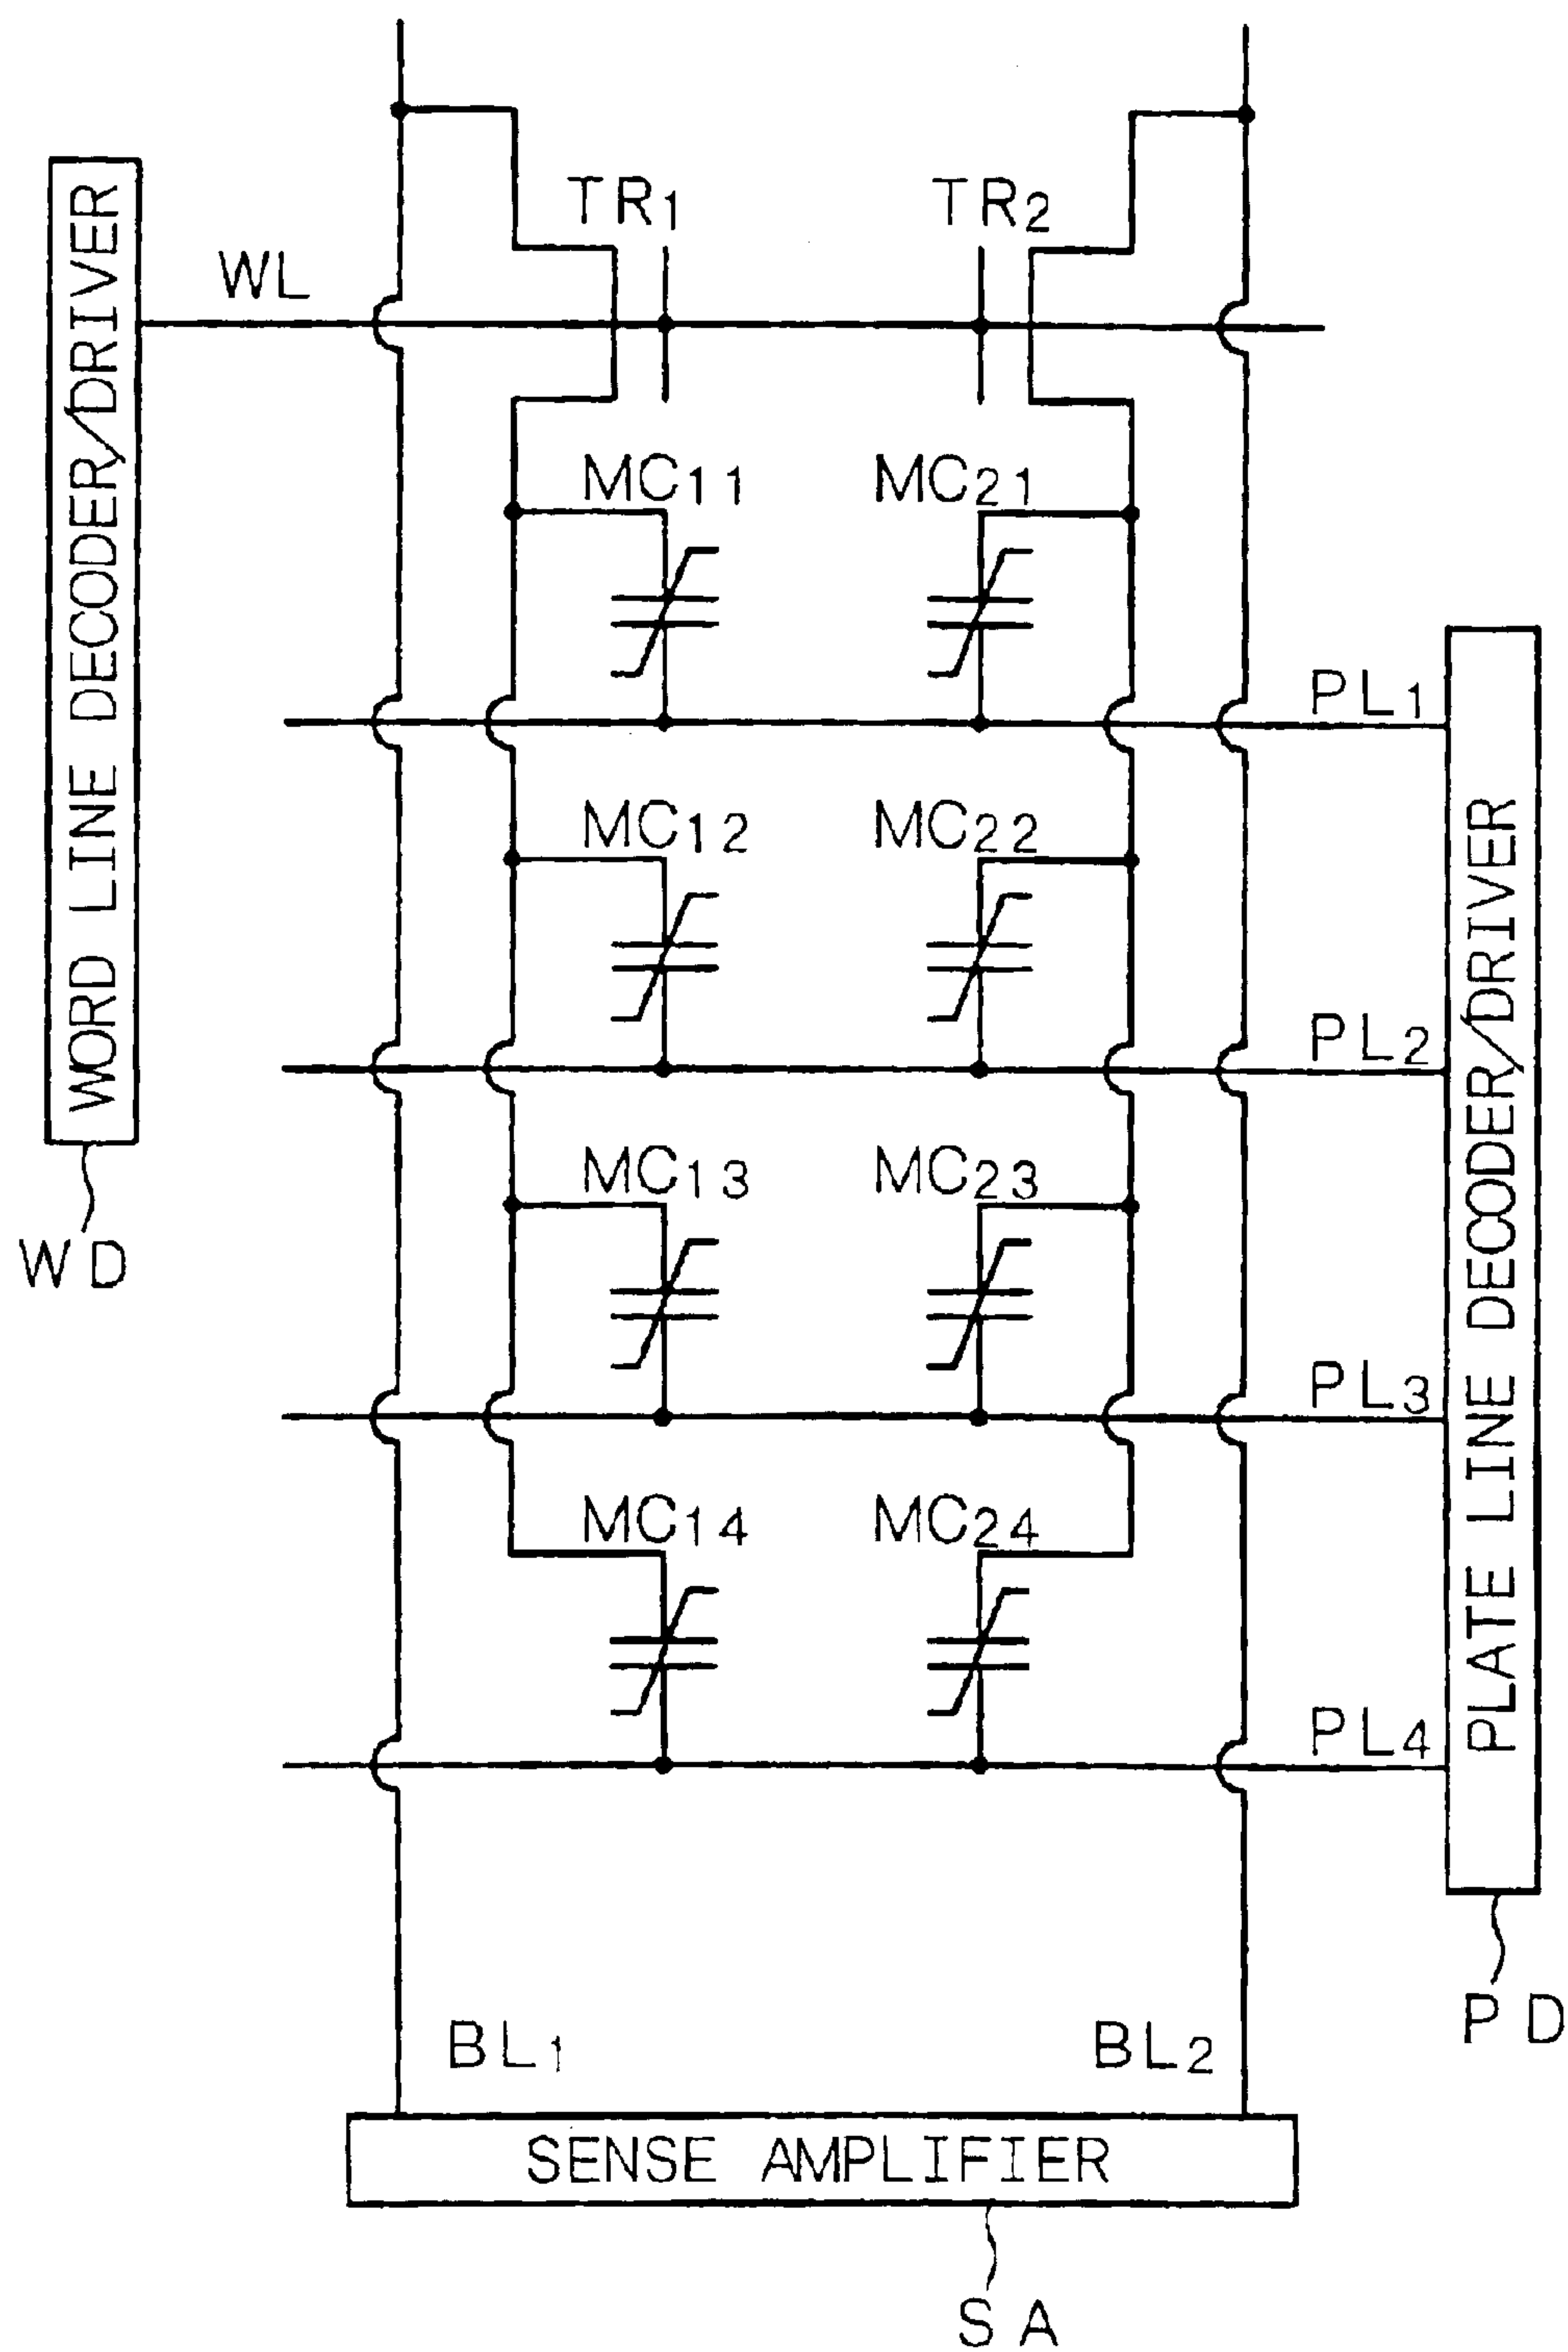 TR1 TR2
WL
WORD LINE DECODER/DRIVER
MC11 MC21
PL1
MC12 MC22
PL2
MC13 MC23
WD
PL3
MC14 MC24
PL4
PLATE LINE DECODER/DRIVER
PD
BL1 BL2
SENSE AMPLIFIER
SA